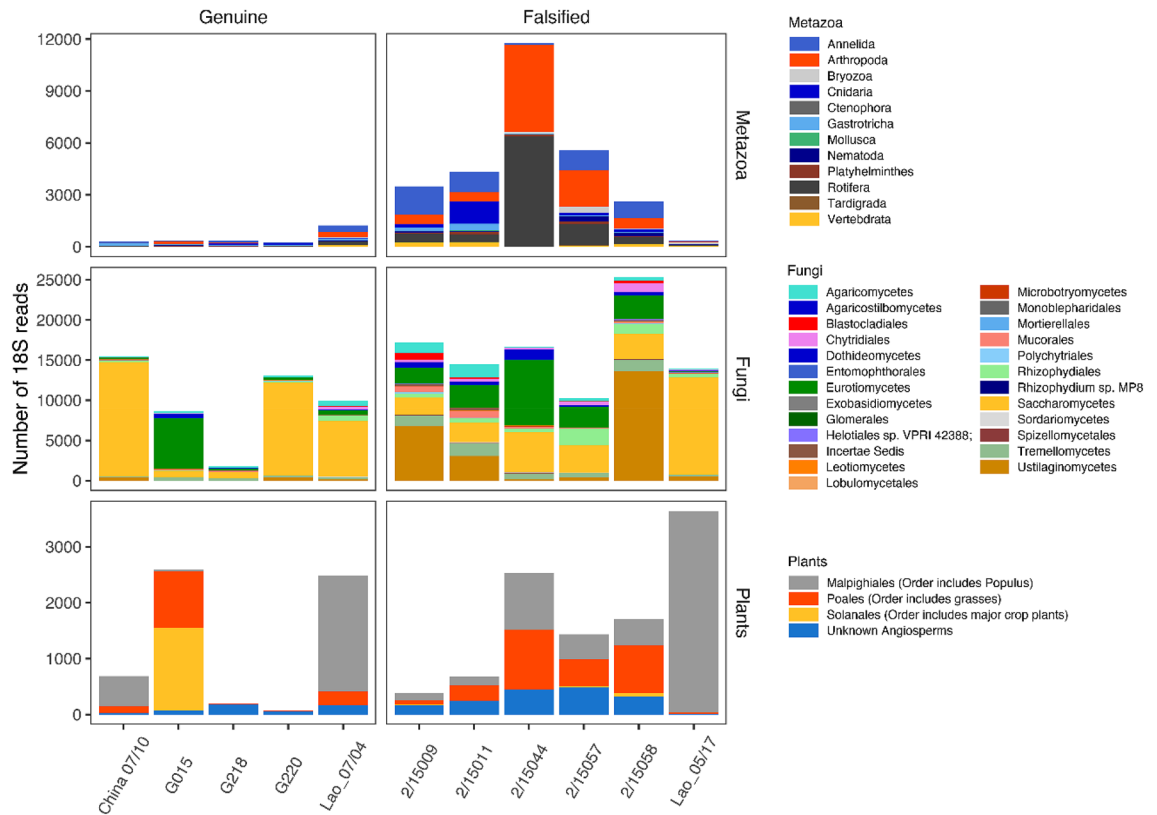 Genuine
Falsified
Number of 18S reads
12000
9000
6000
3000
0
Metazoa
25000
20000
15000
10000
5000
0
Fungi
3000
2000
1000
0
Plants
China 07/10
G015
G218
G220
Lao_07/04
2/15009
2/15011
2/15044
2/15057
2/15058
Lao_05/17
Metazoa
Annelida
Arthropoda
Bryozoa
Cnidaria
Ctenophora
Gastrotricha
Mollusca
Nematoda
Platyhelminthes
Rotifera
Tardigrada
Vertebdrata
Fungi
Agaricomycetes
Agaricostilbomycetes
Blastocladiales
Chytridiales
Dothideomycetes
Entomophthorales
Eurotiomycetes
Exobasidiomycetes
Glomerales
Helotiales sp. VPRI 42388;
Incertae Sedis
Leotiomycetes
Lobulomycetales
Microbotryomycetes
Monoblepharidales
Mortierellales
Mucorales
Polychytriales
Rhizophydiales
Rhizophydium sp. MP8
Saccharomycetes
Sordariomycetes
Spizellomycetales
Tremellomycetes
Ustilaginomycetes
Plants
Malpighiales (Order includes Populus)
Poales (Order includes grasses)
Solanales (Order includes major crop plants)
Unknown Angiosperms